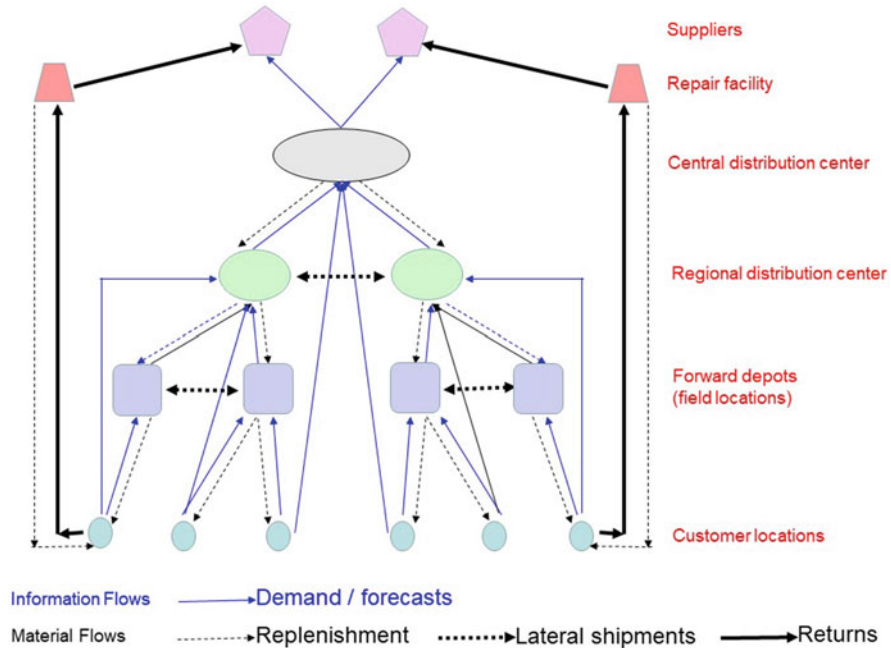 Suppliers
Repair facility
Central distribution center
Regional distribution center
Forward depots
(field locations)
Customer locations
Information Flows Demand / forecasts
Material Flows Replenishment Lateral shipments Returns